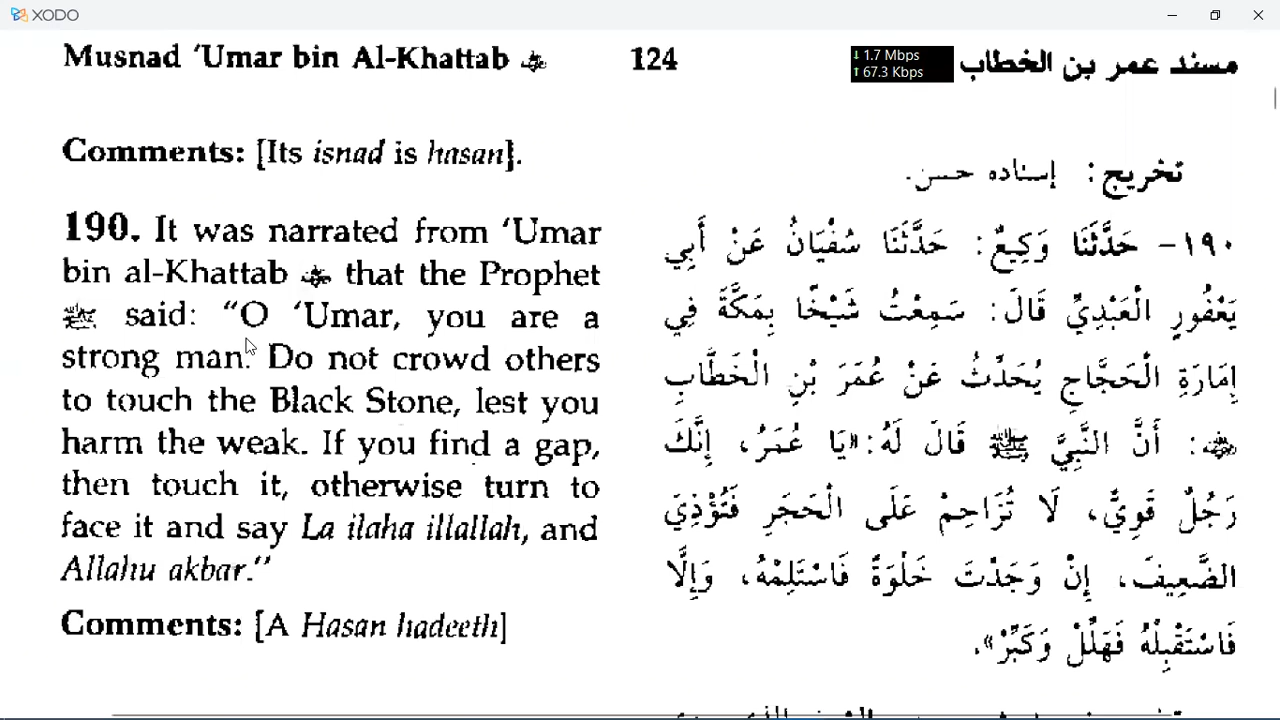 XODO
Musnad 'Umar bin Al-Khattab 124 مسند عمر بن الخطاب
↓ 1.7 Mbps
↑ 67.3 Kbps
Comments: [Its isnad is hasan].
190. It was narrated from 'Umar
bin al-Khattab that the Prophet
ﷺ said: "O 'Umar, you are a
strong man. Do not crowd others
to touch the Black Stone, lest you
harm the weak. If you find a gap,
then touch it, otherwise turn to
face it and say La ilaha illallah, and
Allahu akbar."
Comments: [A Hasan hadeeth]
تخريج: إسناده حسن.
١٩٠- حَدَّثَنَا وَكِيعٌ: حَدَّثَنَا سُفْيَانُ عَنْ أَبِي
يَعْفُورٍ الْعَبْدِيِّ قَالَ: سَمِعْتُ شَيْخًا بِمَكَّةَ فِي
إِمَارَةِ الْحَجَّاجِ يُحَدِّثُ عَنْ عُمَرَ بْنِ الْخَطَّابِ
: أَنَّ النَّبِيَّ ﷺ قَالَ لَهُ: «يَا عُمَرُ، إِنَّكَ
رَجُلٌ قَوِيٌّ، لَا تُزَاحِمْ عَلَى الْحَجَرِ فَتُؤْذِيَ
الضَّعِيفَ، إِنْ وَجَدْتَ خَلْوَةً فَاسْتَلِمْهُ، وَإِلَّا
فَاسْتَقْبِلْهُ فَهَلِّلْ وَكَبِّرْ».